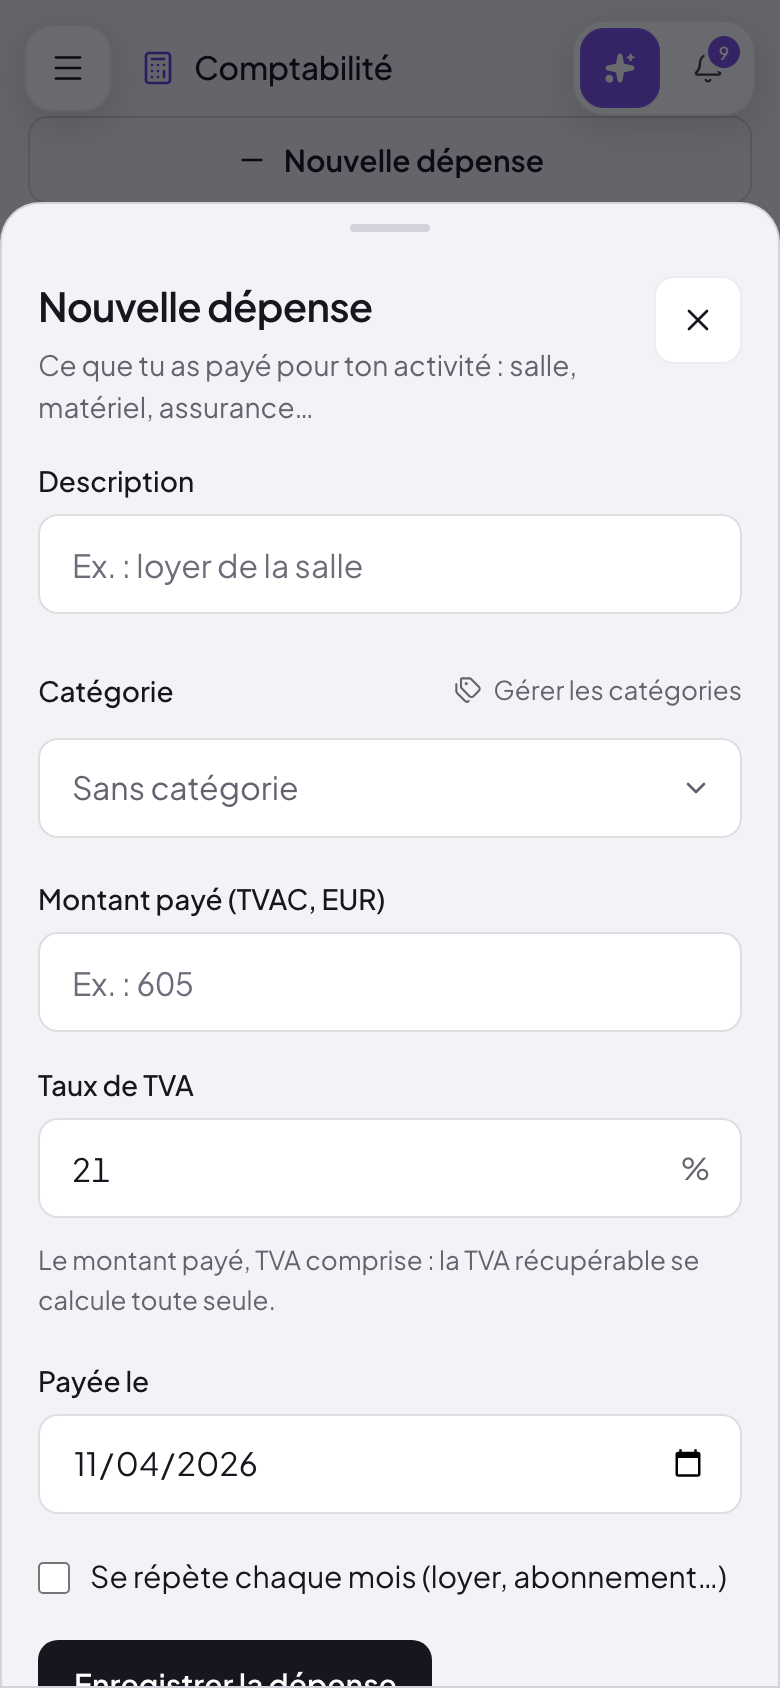 Comptabilité
9
Nouvelle dépense
Nouvelle dépense
Ce que tu as payé pour ton activité : salle,
matériel, assurance…
Description
Ex. : loyer de la salle
Catégorie
Gérer les catégories
Sans catégorie
Montant payé (TVAC, EUR)
Ex. : 605
Taux de TVA
21 %
Le montant payé, TVA comprise : la TVA récupérable se
calcule toute seule.
Payée le
11/04/2026
Se répète chaque mois (loyer, abonnement…)
Enregistrer la dépense